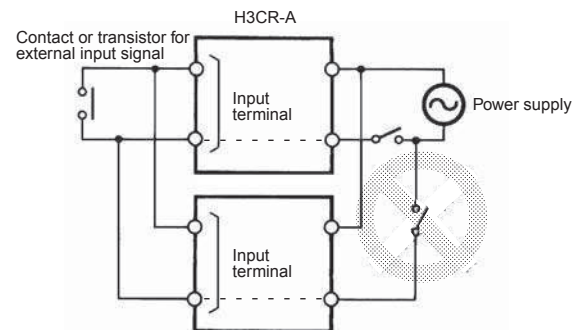 H3CR-A
Contact or transistor for
external input signal
Input
terminal
Power supply
Input
terminal